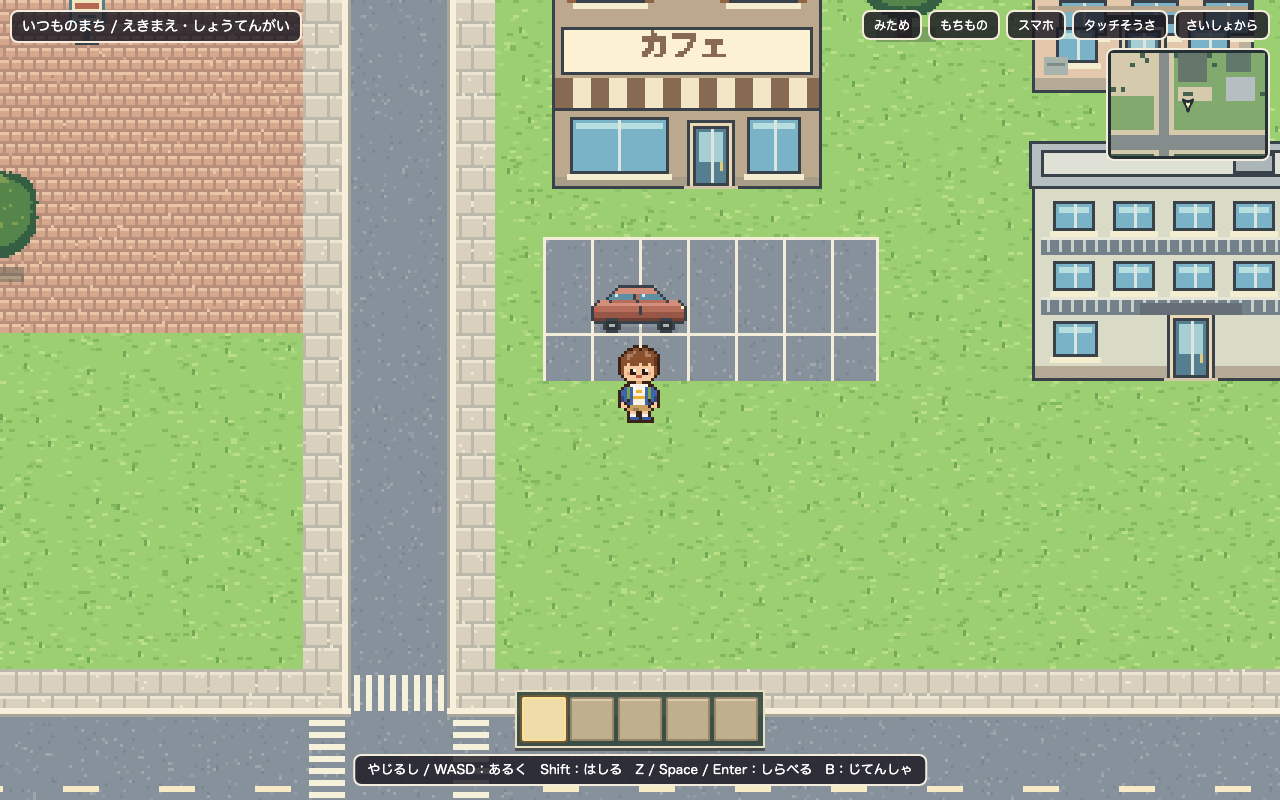 いつものまち / えきまえ・しょうてんがい
みため
もちもの
スマホ
タッチそうさ
さいしょから
カフェ
やじるし / WASD：あるく　Shift：はしる　Z / Space / Enter：しらべる　B：じてんしゃ